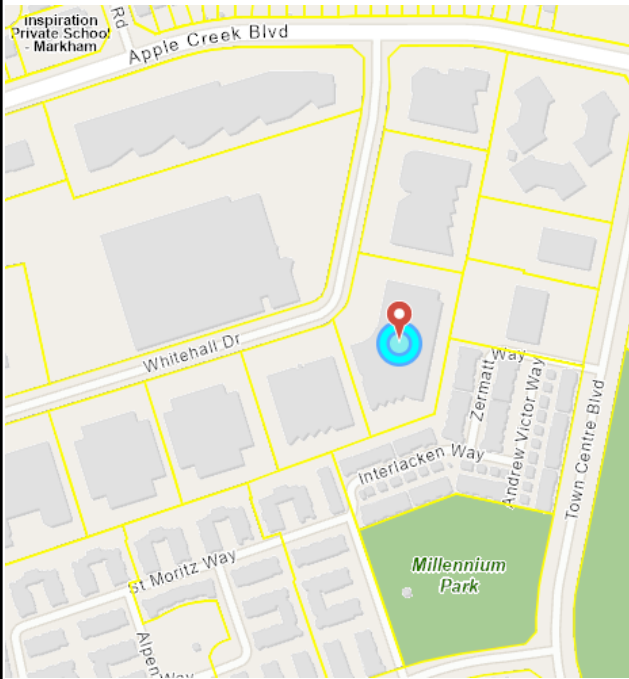 Inspiration
Private School
- Markham
Rd
Apple Creek Blvd
Whitehall Dr
Zermatt Way
Andrew Victor Way
Interlacken Way
Town Centre Blvd
St Moritz Way
Millennium
Park
Alpen
Way